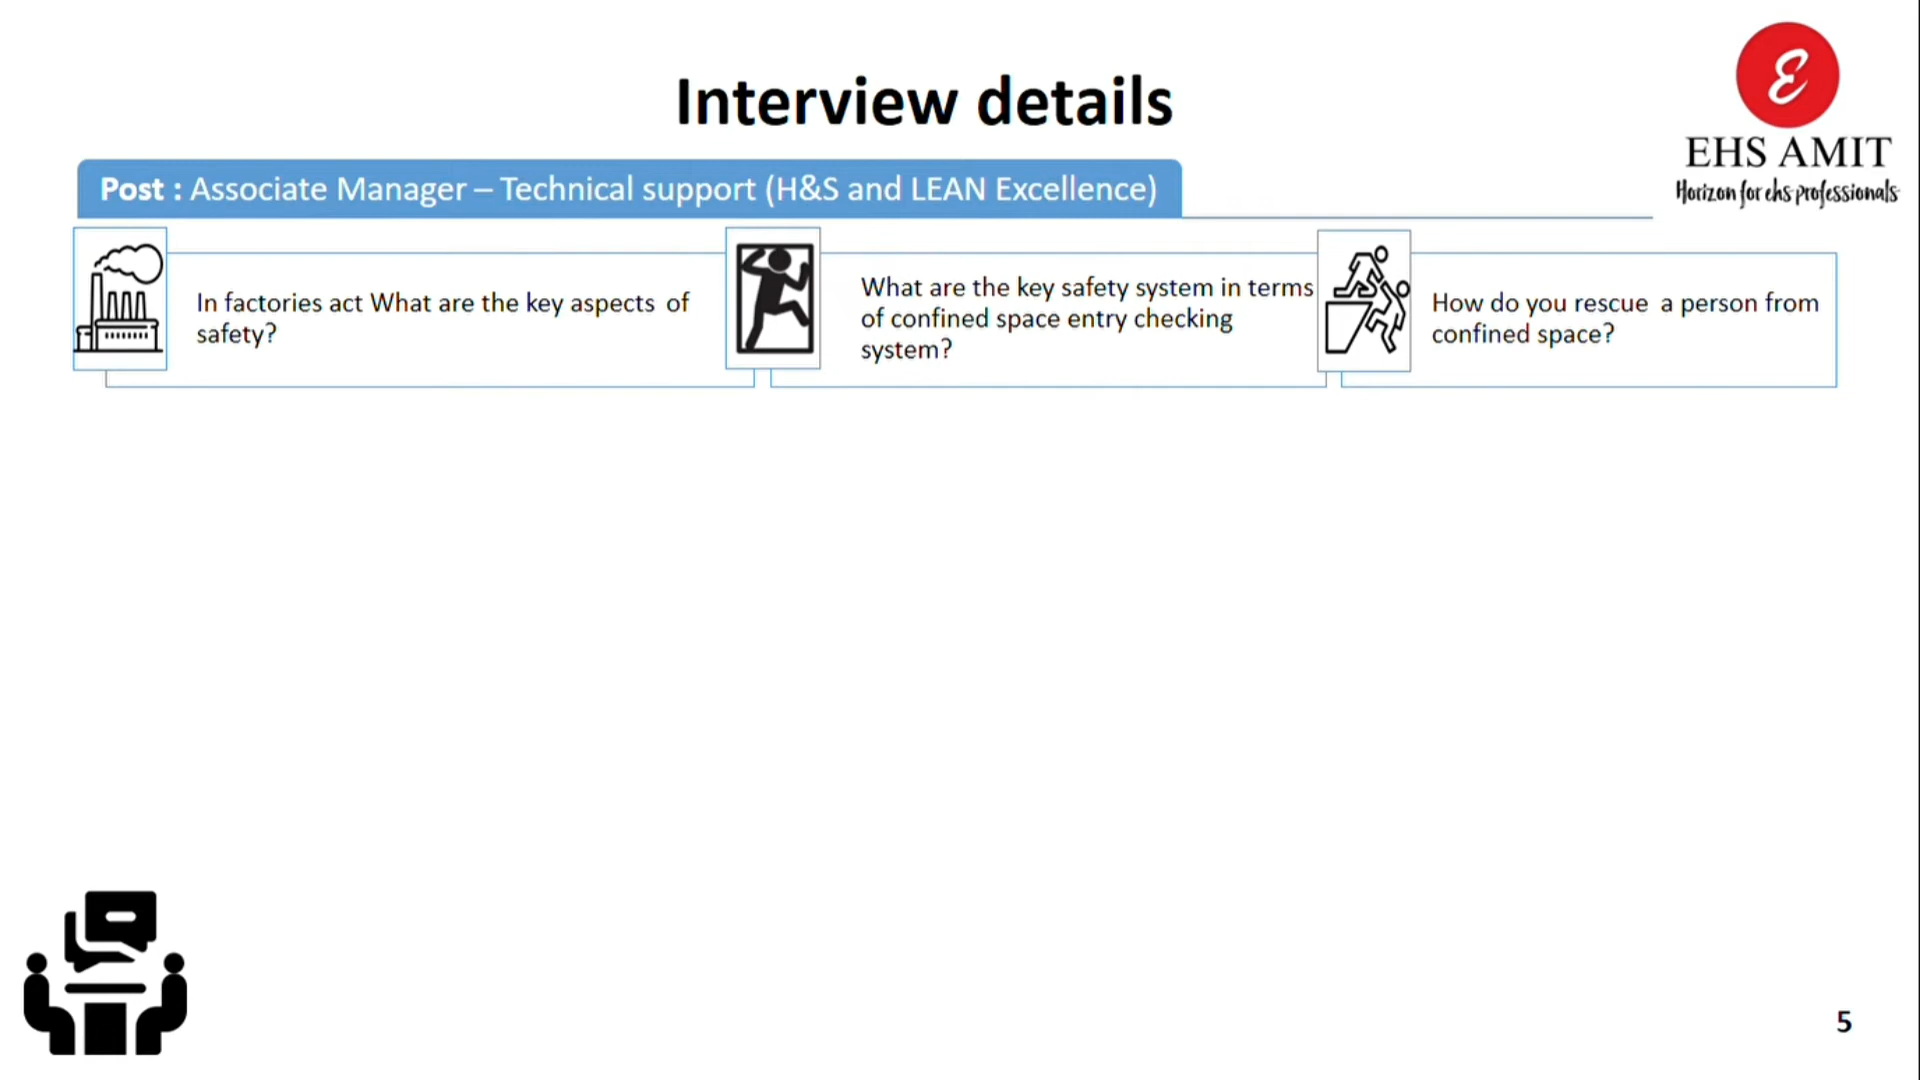 Interview details
EHS AMIT
Horizon for ehs professionals
Post : Associate Manager – Technical support (H&S and LEAN Excellence)
In factories act What are the key aspects of
safety?
What are the key safety system in terms
of confined space entry checking
system?
How do you rescue a person from
confined space?
5